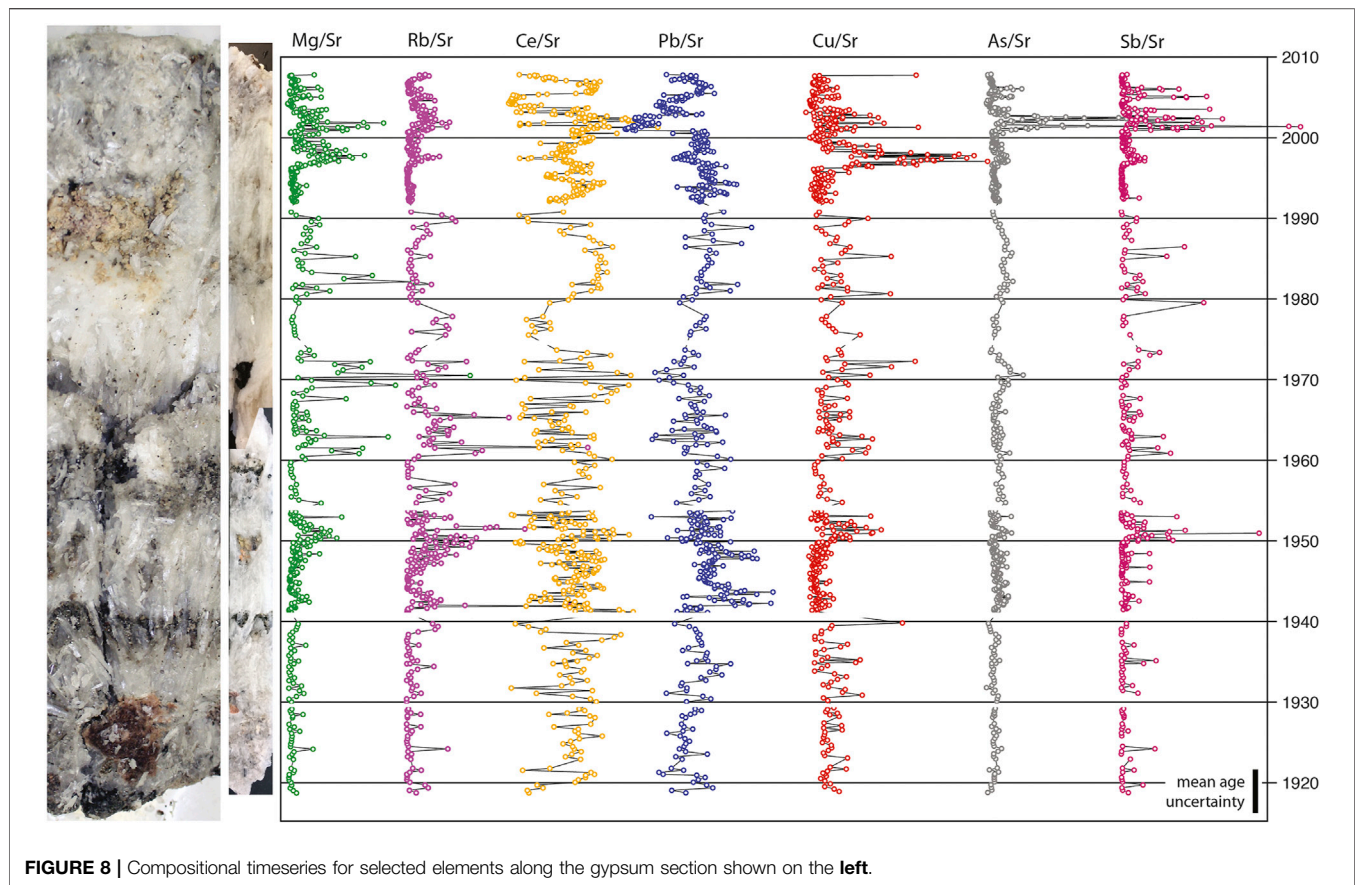 Mg/Sr Rb/Sr Ce/Sr Pb/Sr Cu/Sr As/Sr Sb/Sr
2010
2000
1990
1980
1970
1960
1950
1940
1930
1920
mean age
uncertainty
FIGURE 8 | Compositional timeseries for selected elements along the gypsum section shown on the left.